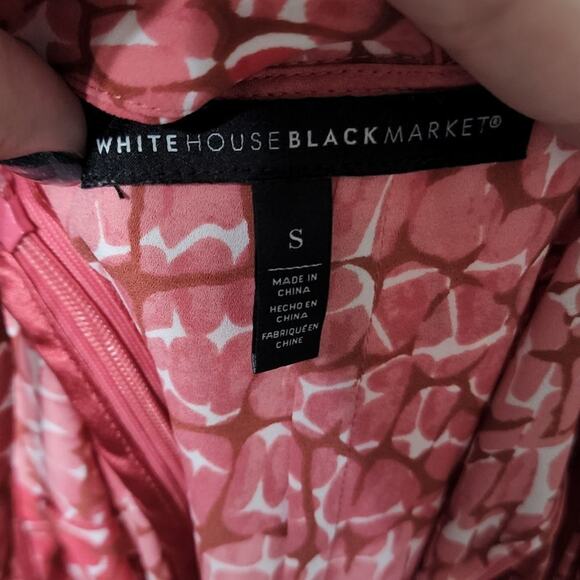 WHITEHOUSEBLACKMARKET®
S
MADE IN
CHINA
HECHO EN
CHINA
FABRIQUÉ EN
CHINE